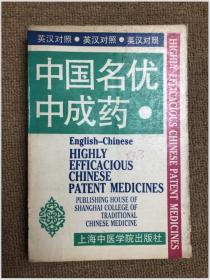 英汉对照 • 英汉对照 • 英汉对照
中国名优
中成药
English-Chinese
HIGHLY
EFFICACIOUS
CHINESE
PATENT MEDICINES
PUBLISHING HOUSE OF
SHANGHAI COLLEGE OF
TRADITIONAL
CHINESE MEDICINE
上海中医学院出版社
HIGHLY EFFICACIOUS CHINESE PATENT MEDICINES